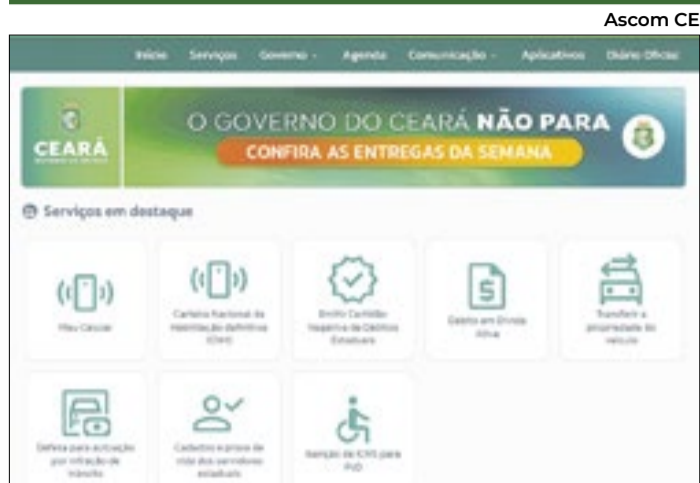 Ascom CE
Início Serviços Governo Agenda Comunicação Aplicativos Diário Oficial
CEARÁ
GOVERNO DO ESTADO
O GOVERNO DO CEARÁ NÃO PARA
CONFIRA AS ENTREGAS DA SEMANA
Serviços em destaque
Meu Celular
Carteira Nacional de
Habilitação definitiva
(CNH)
Emitir Certidão
Negativa de Débitos
Estaduais
Débito em Dívida
Ativa
Transferir a
propriedade do
veículo
Defesa para autuação
por infração de
trânsito
Cadastro e prova de
vida dos servidores
estaduais
Isenção de ICMS para
PcD